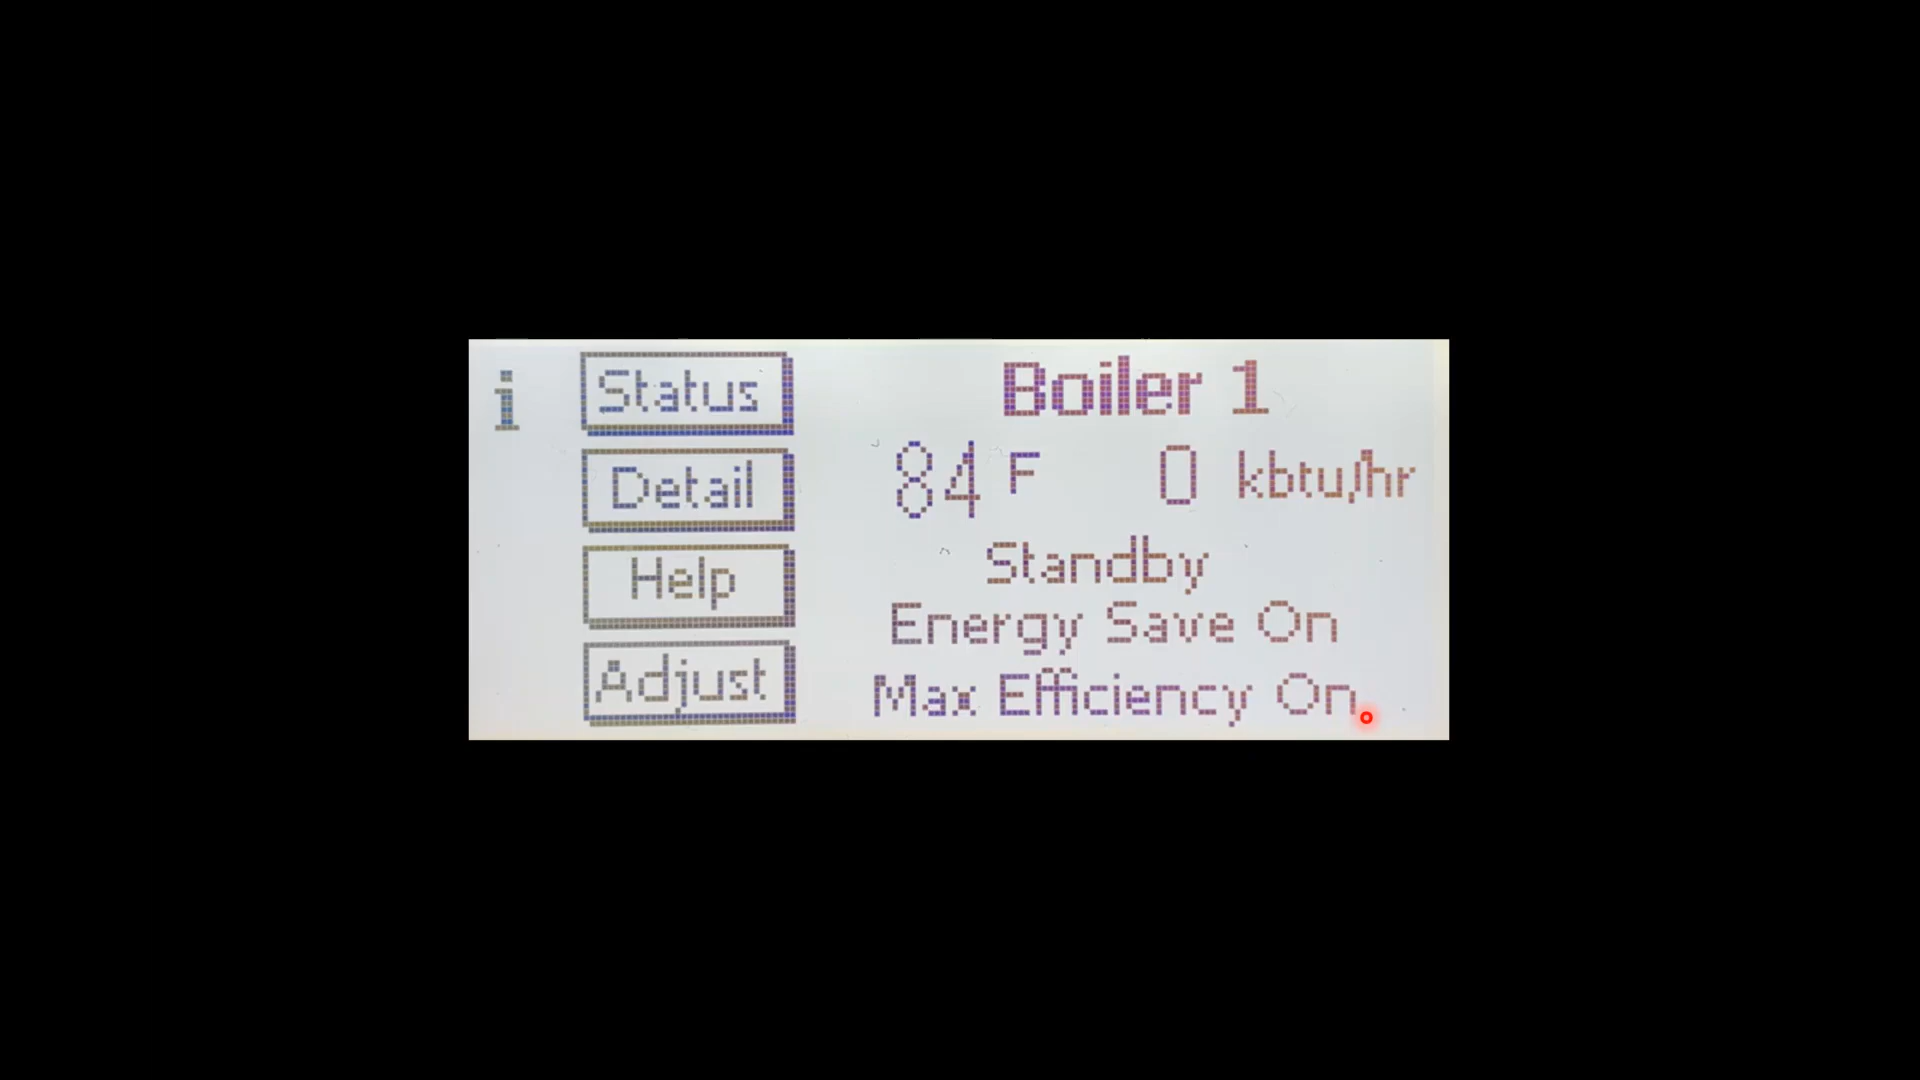 i
Status
Detail
Help
Adjust
Boiler 1
84 F 0 kbtu/hr
Standby
Energy Save On
Max Efficiency On